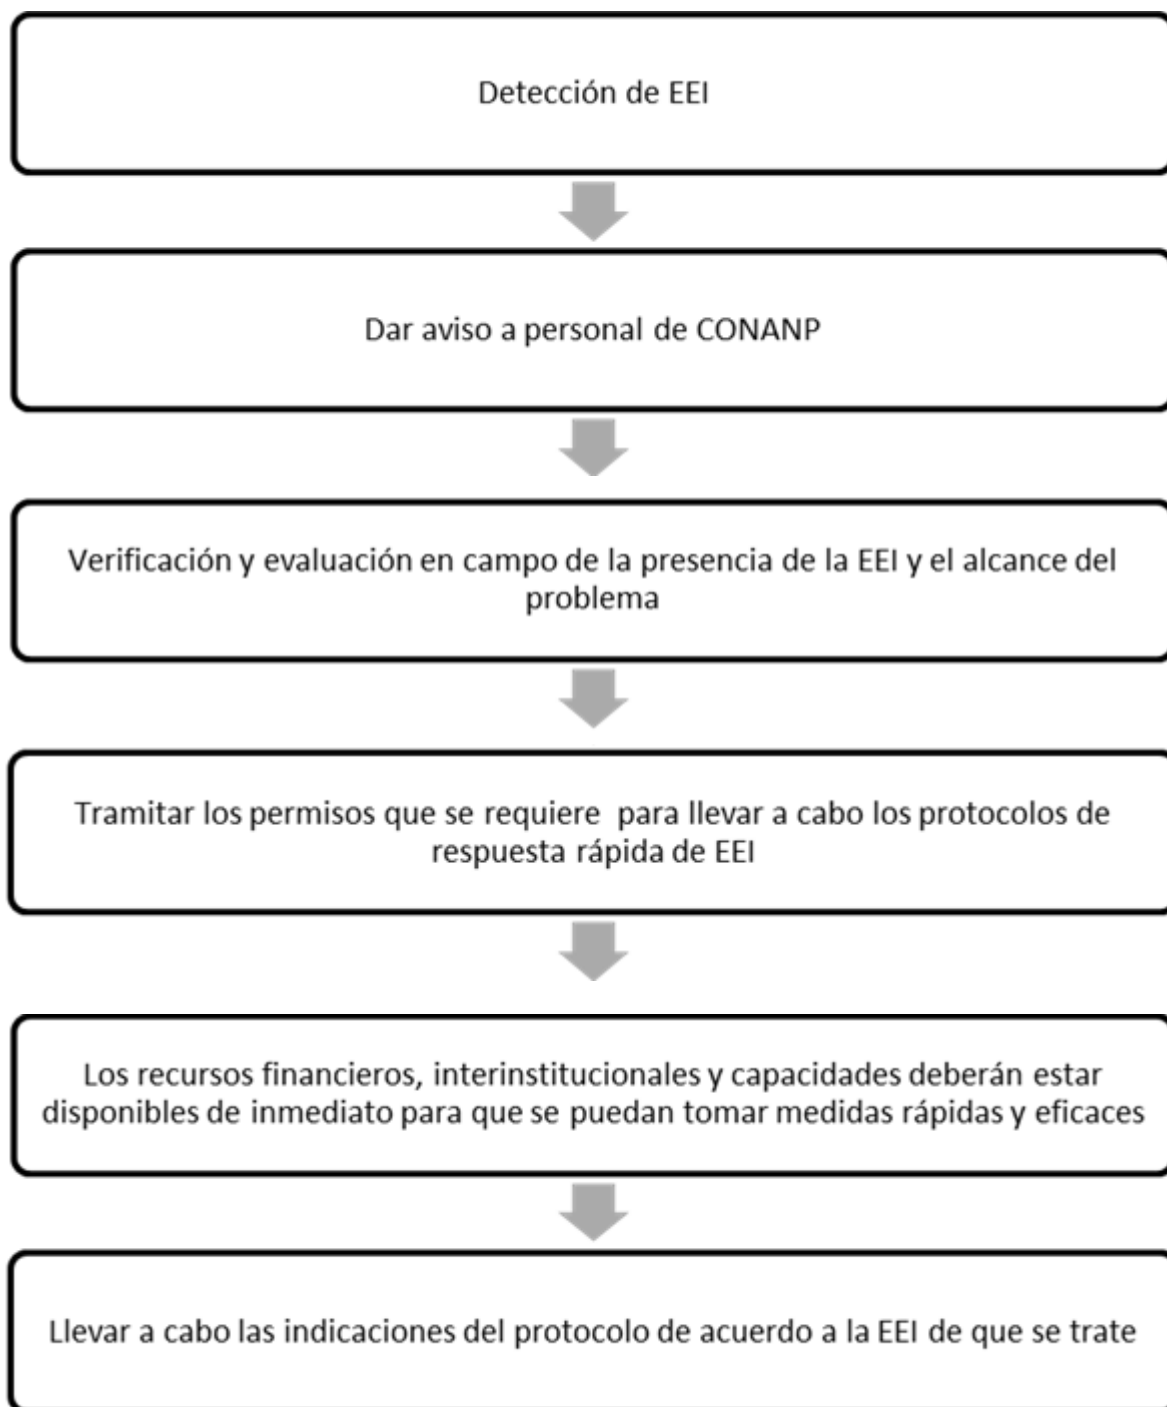 Detección de EEI
Dar aviso a personal de CONANP
Verificación y evaluación en campo de la presencia de la EEI y el alcance del
problema
Tramitar los permisos que se requiere  para llevar a cabo los protocolos de
respuesta rápida de EEI
Los recursos financieros, interinstitucionales y capacidades deberán estar
disponibles de inmediato para que se puedan tomar medidas rápidas y eficaces
Llevar a cabo las indicaciones del protocolo de acuerdo a la EEI de que se trate